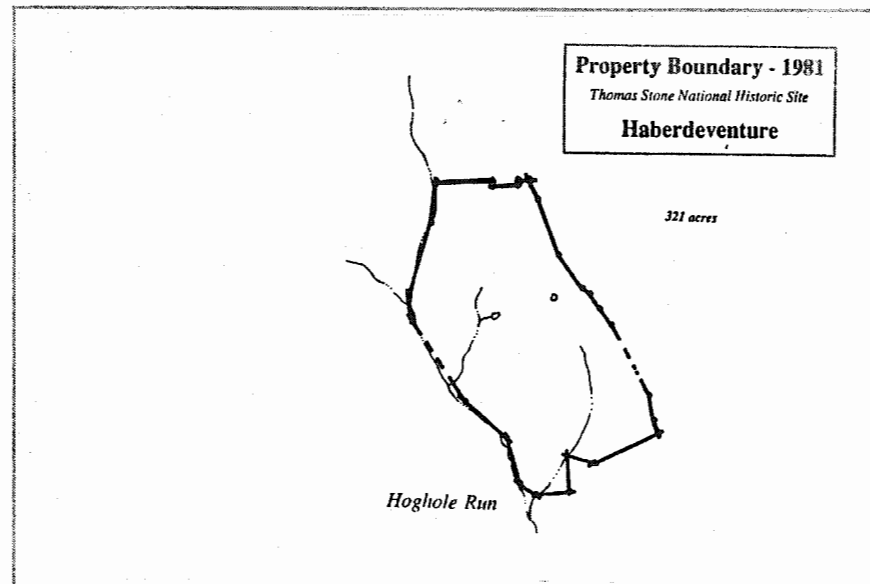 Property Boundary - 1981
Thomas Stone National Historic Site
Haberdeventure
321 acres
Hoghole Run